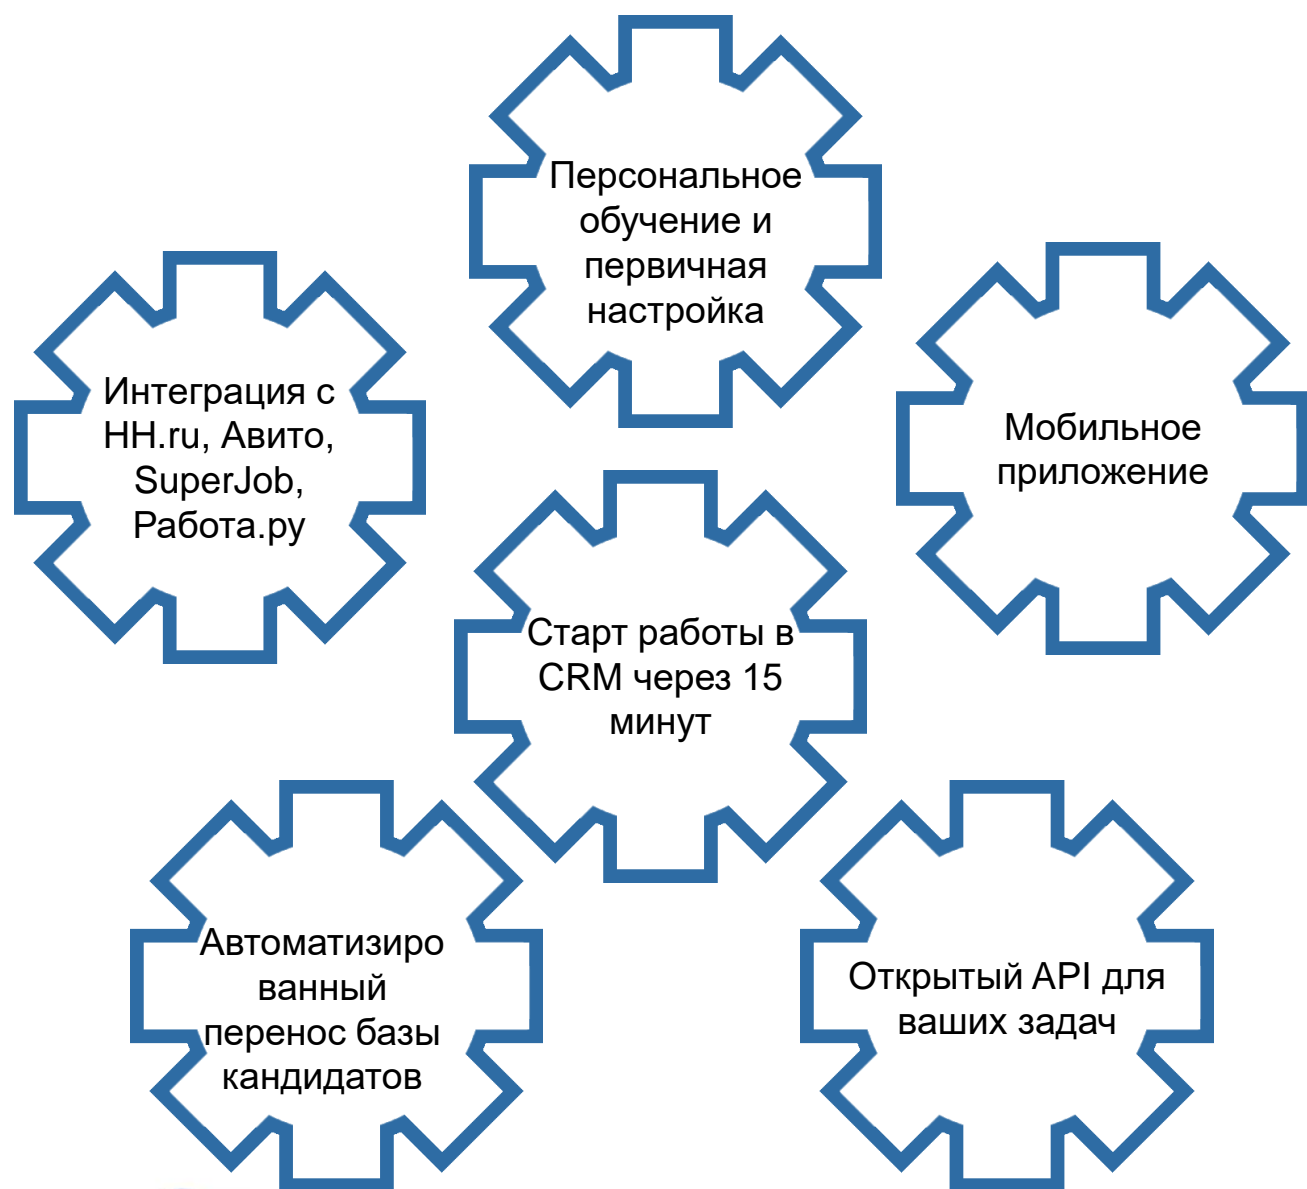 Персональное
обучение и
первичная
настройка
Интеграция с
HH.ru, Авито,
SuperJob,
Работа.ру
Мобильное
приложение
Старт работы в
CRM через 15
минут
Автоматизиро
ванный
перенос базы
кандидатов
Открытый API для
ваших задач